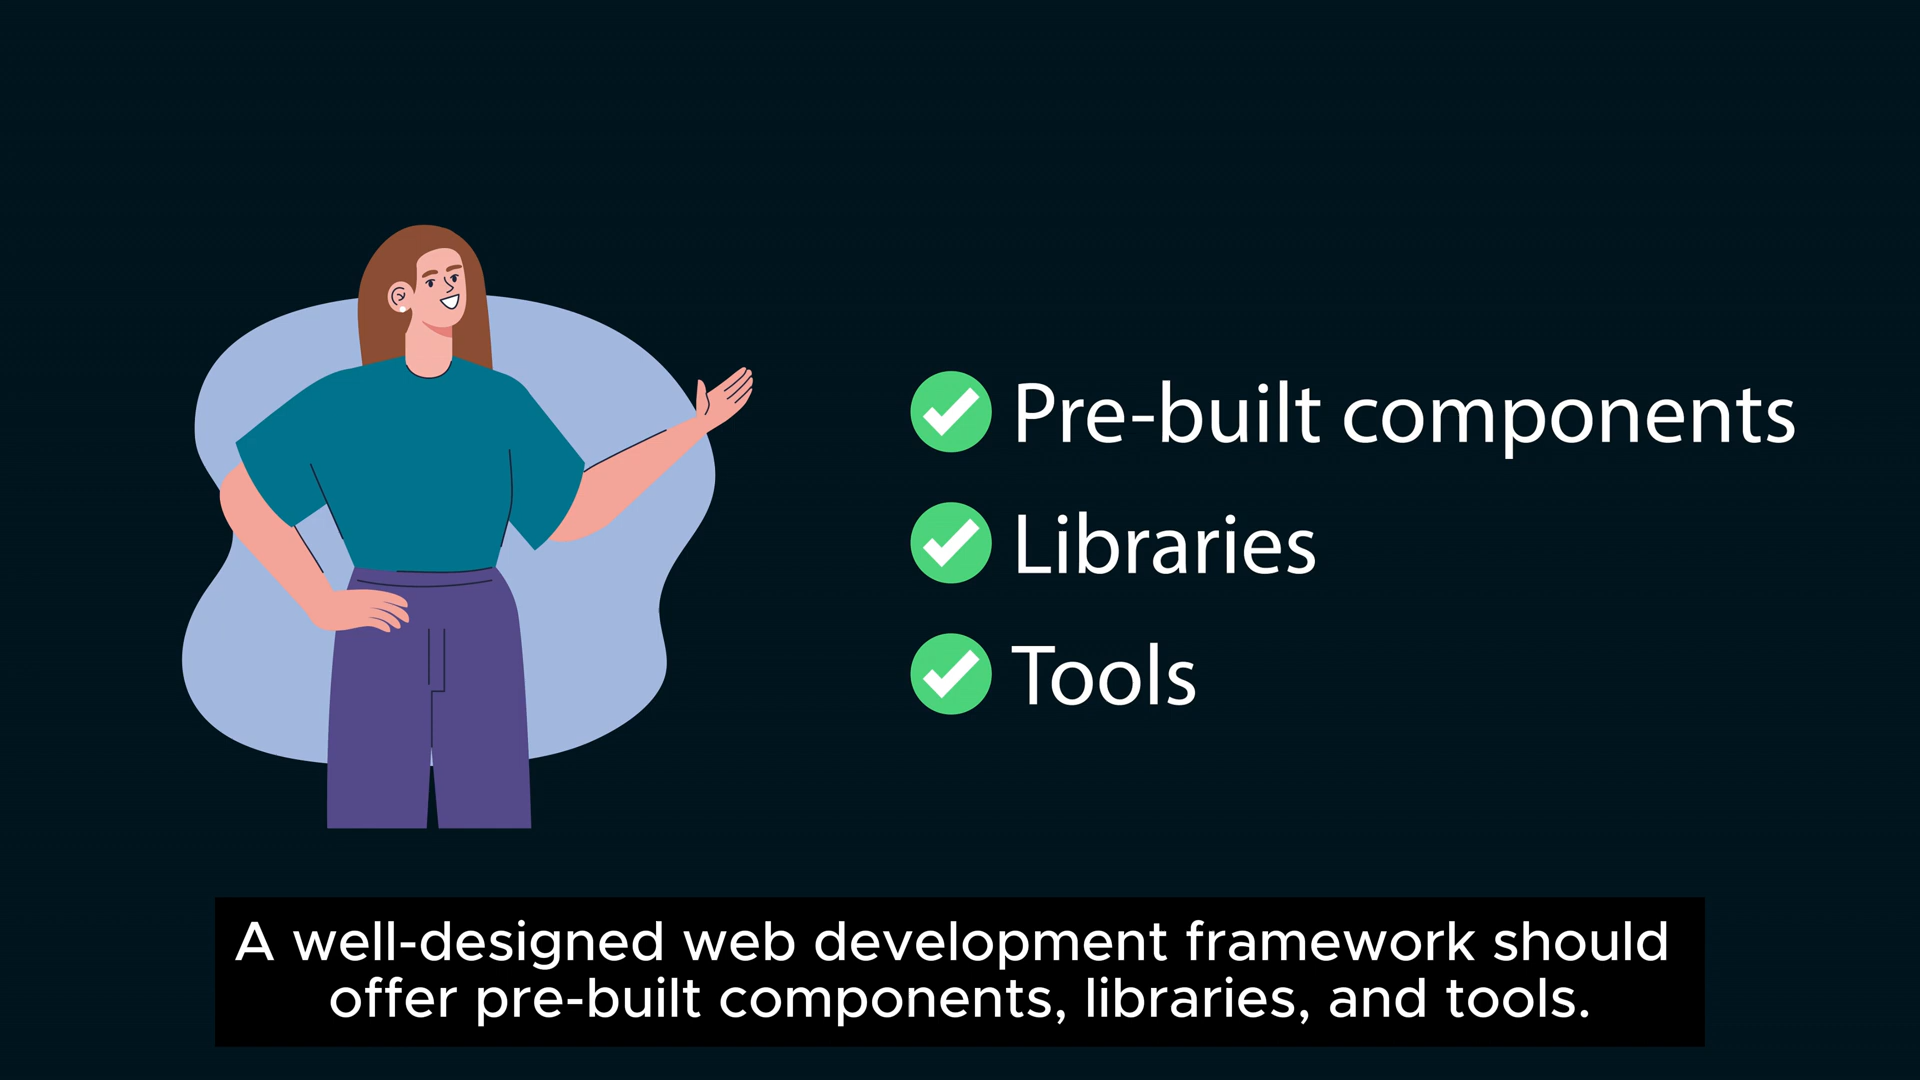 Pre-built components
Libraries
Tools
A well-designed web development framework should
offer pre-built components, libraries, and tools.